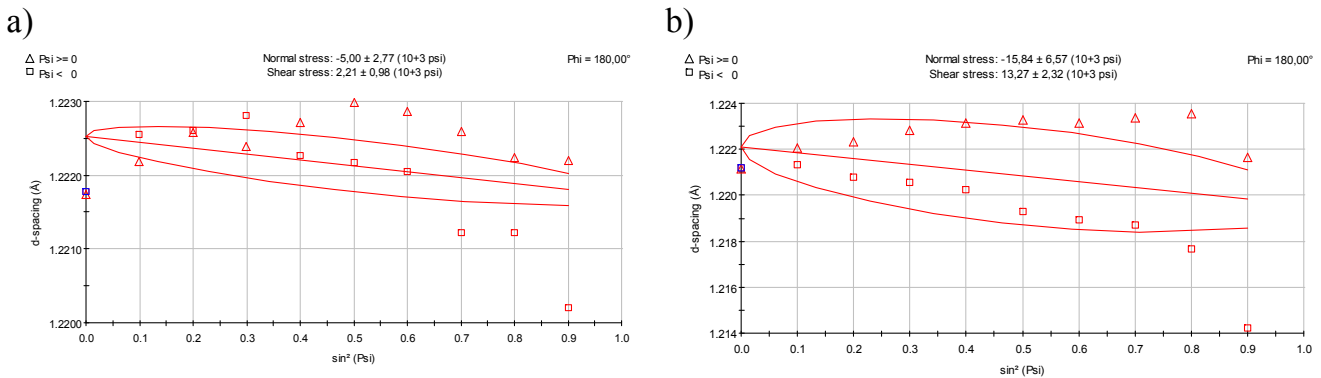 a)
△ Psi >= 0
□ Psi < 0
Normal stress: -5,00 ± 2,77 (10+3 psi)
Shear stress: 2,21 ± 0,98 (10+3 psi)
Phi = 180,00°
d-spacing (Å)
1.2230
1.2220
1.2210
1.2200
0.0 0.1 0.2 0.3 0.4 0.5 0.6 0.7 0.8 0.9 1.0
sin² (Psi)
b)
△ Psi >= 0
□ Psi < 0
Normal stress: -15,84 ± 6,57 (10+3 psi)
Shear stress: 13,27 ± 2,32 (10+3 psi)
Phi = 180,00°
d-spacing (Å)
1.224
1.222
1.220
1.218
1.216
1.214
0.0 0.1 0.2 0.3 0.4 0.5 0.6 0.7 0.8 0.9 1.0
sin² (Psi)